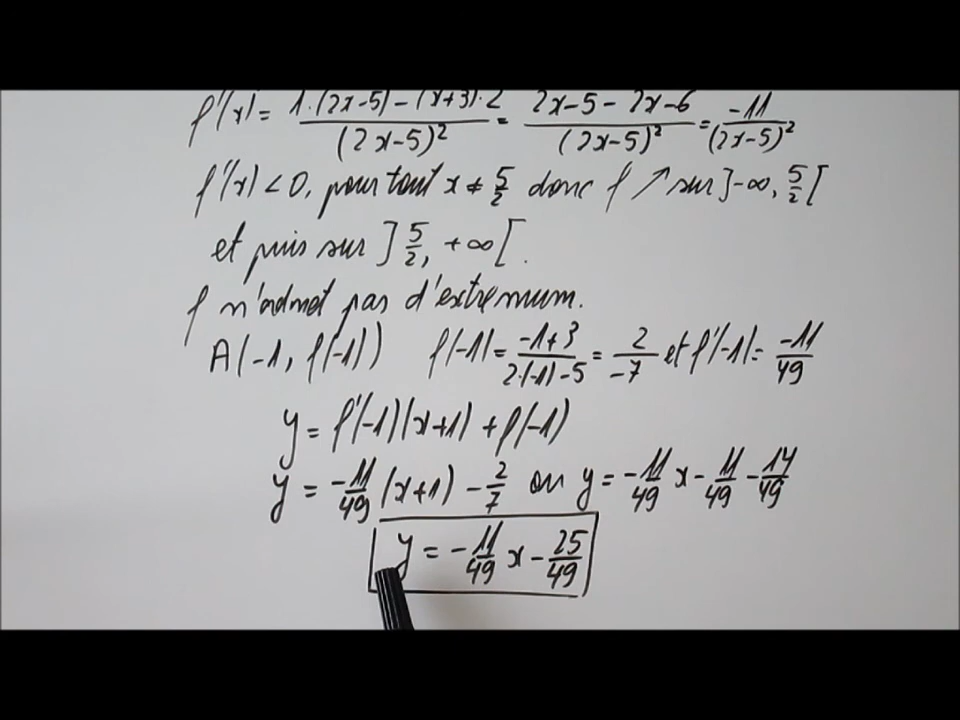 f'(x) = 1·(2x-5) - (x+3)·2 / (2x-5)² = 2x-5 - 2x-6 / (2x-5)² = -11 / (2x-5)²
f'(x) < 0, pour tout x ≠ 5/2 donc f ↗ sur ]-∞, 5/2[
et puis sur ]5/2, +∞[.
f n'admet pas d'extremum.
A(-1, f(-1)) f(-1) = -1+3 / 2·(-1)-5 = 2/-7 et f'(-1) = -11/49
y = f'(-1)(x+1) + f(-1)
y = -11/49 (x+1) - 2/7 ou y = -11/49 x - 11/49 - 14/49
y = -11/49 x - 25/49